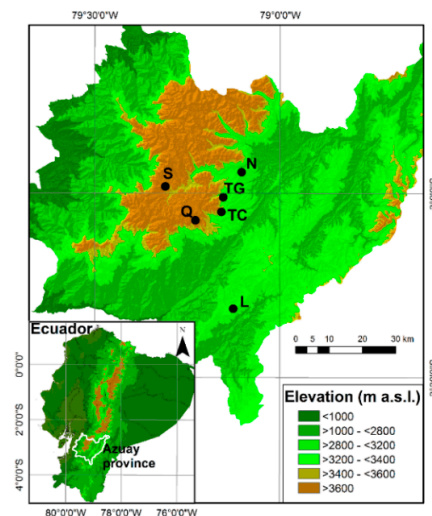 79°30'0"W 79°0'0"W
N
S
TG
Q
TC
L
Ecuador
N
0 5 10 20 30 km
0°0'0"
2°0'0"S
4°0'0"S
Azuay
province
80°0'0"W 78°0'0"W 76°0'0"W
Elevation (m a.s.l.)
<1000
>1000 - <2800
>2800 - <3200
>3200 - <3400
>3400 - <3600
>3600